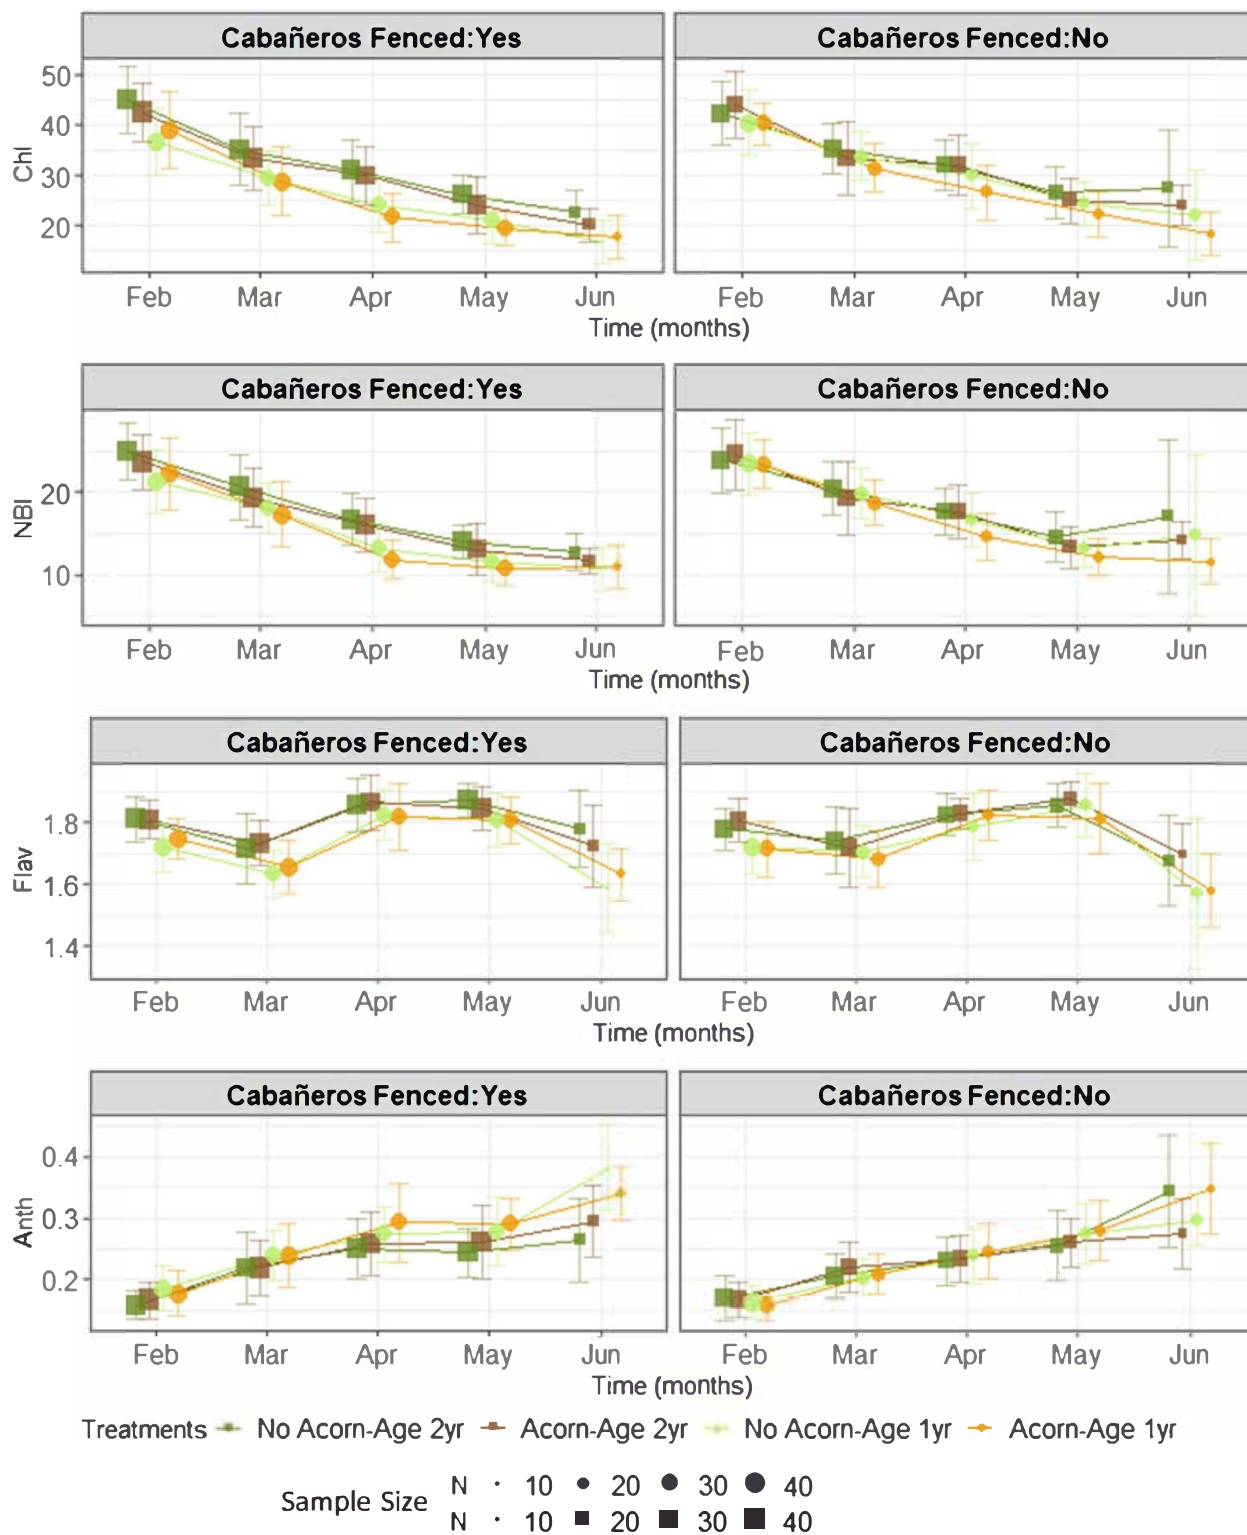 Cabañeros Fenced:Yes Cabañeros Fenced:No
Chl
50
40
30
20
Feb Mar Apr May Jun Feb Mar Apr May Jun
Time (months)
Cabañeros Fenced:Yes Cabañeros Fenced:No
NBI
20
10
Feb Mar Apr May Jun Feb Mar Apr May Jun
Time (months)
Cabañeros Fenced:Yes Cabañeros Fenced:No
Flav
1.8
1.6
1.4
Feb Mar Apr May Jun Feb Mar Apr May Jun
Time (months)
Cabañeros Fenced:Yes Cabañeros Fenced:No
Anth
0.4
0.3
0.2
Feb Mar Apr May Jun Feb Mar Apr May Jun
Time (months)
Treatments No Acorn-Age 2yr Acorn-Age 2yr No Acorn-Age 1yr Acorn-Age 1yr
Sample Size
N 10 20 30 40
N 10 20 30 40